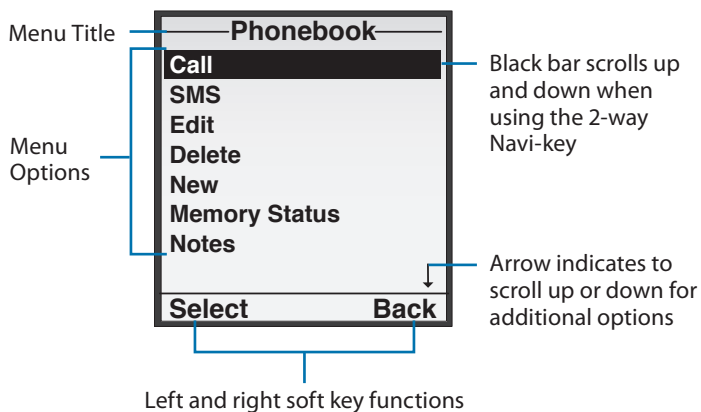 Menu Title
Phonebook
Call
SMS
Edit
Delete
New
Memory Status
Notes
Select Back
Menu
Options
Black bar scrolls up
and down when
using the 2-way
Navi-key
Arrow indicates to
scroll up or down for
additional options
Left and right soft key functions